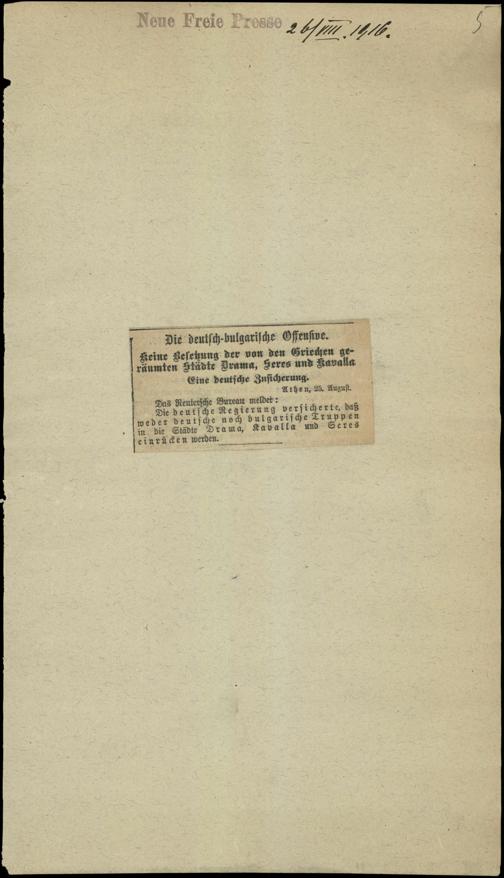 Neue Freie Presse 26/VIII. 1916.
5
Die deutsch-bulgarische Offensive.
Keine Besetzung der von den Griechen ge-
räumten Städte Drama, Seres und Kavalla
Eine deutsche Zusicherung.
Athen, 25. August.
Das Reutersche Bureau meldet:
Die deutsche Regierung versicherte, daß
weder deutsche noch bulgarische Truppen
in die Städte Drama, Kavalla und Seres
einrücken werden.